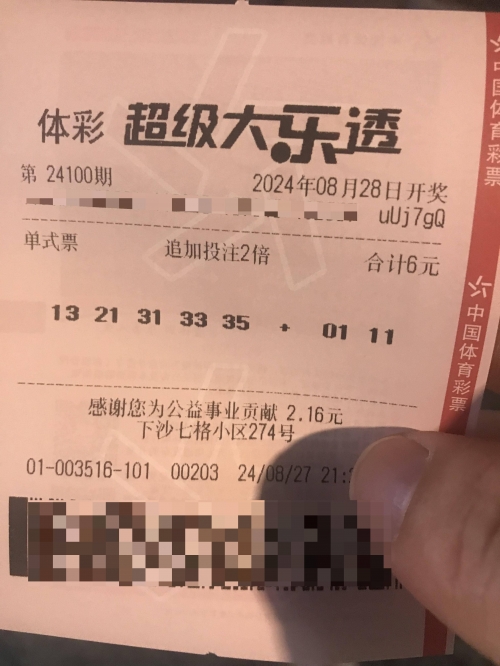 体彩 超级大乐透
第 24100期 2024年08月28日开奖
uUj7gQ
单式票 追加投注2倍 合计6元
13 21 31 33 35 + 01 11
感谢您为公益事业贡献 2.16元
下沙七格小区274号
01-003516-101 00203 24/08/27 21:
中国体育彩票
中国体育彩票